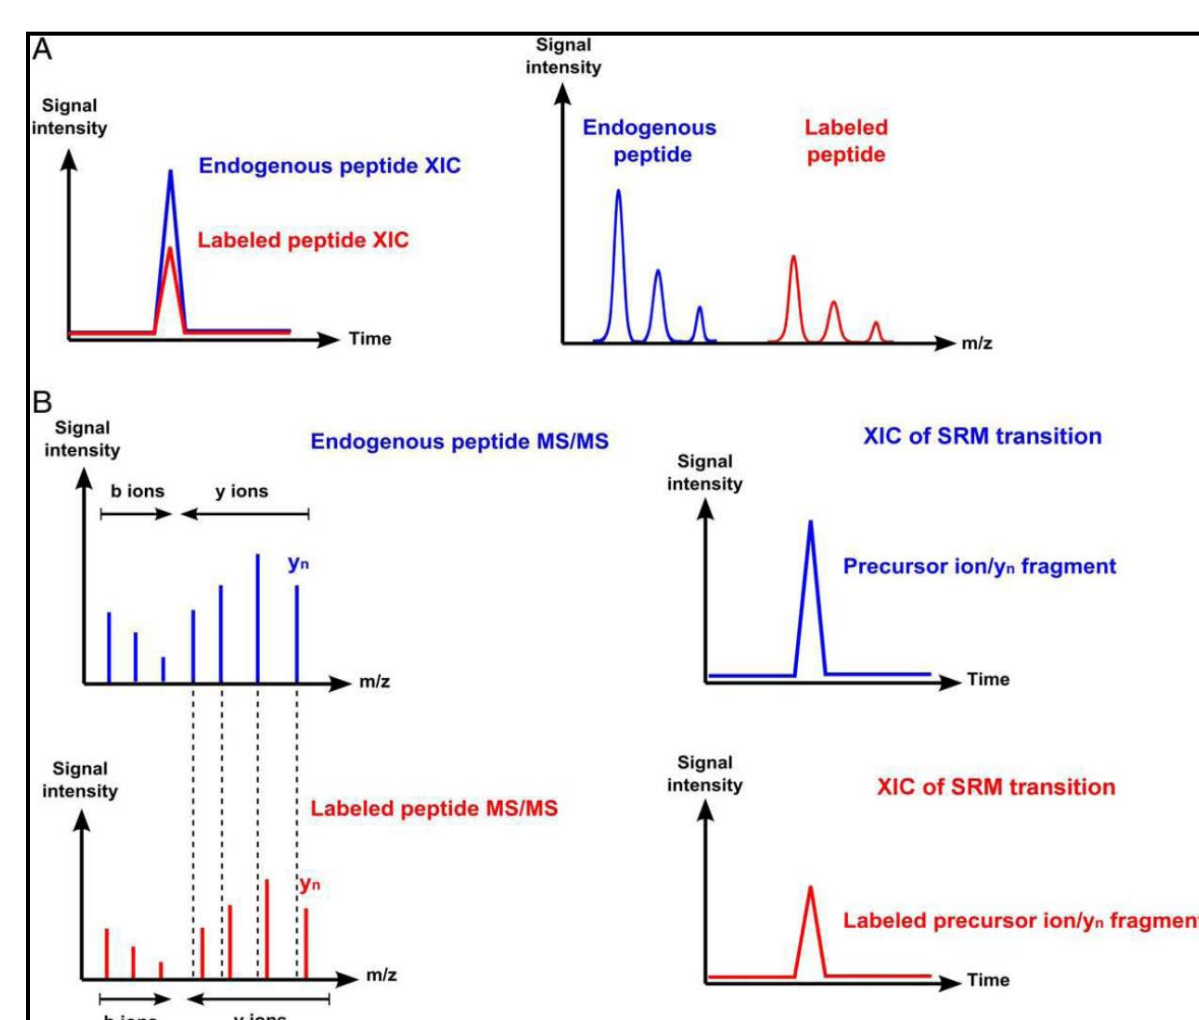 A
Signal
intensity
Endogenous peptide XIC
Labeled peptide XIC
Time
Signal
intensity
Endogenous
peptide
Labeled
peptide
m/z
B
Signal
intensity
Endogenous peptide MS/MS
b ions
y ions
yn
m/z
XIC of SRM transition
Signal
intensity
Precursor ion/yn fragment
Time
Signal
intensity
Labeled peptide MS/MS
yn
m/z
b ions
y ions
XIC of SRM transition
Signal
intensity
Labeled precursor ion/yn fragment
Time